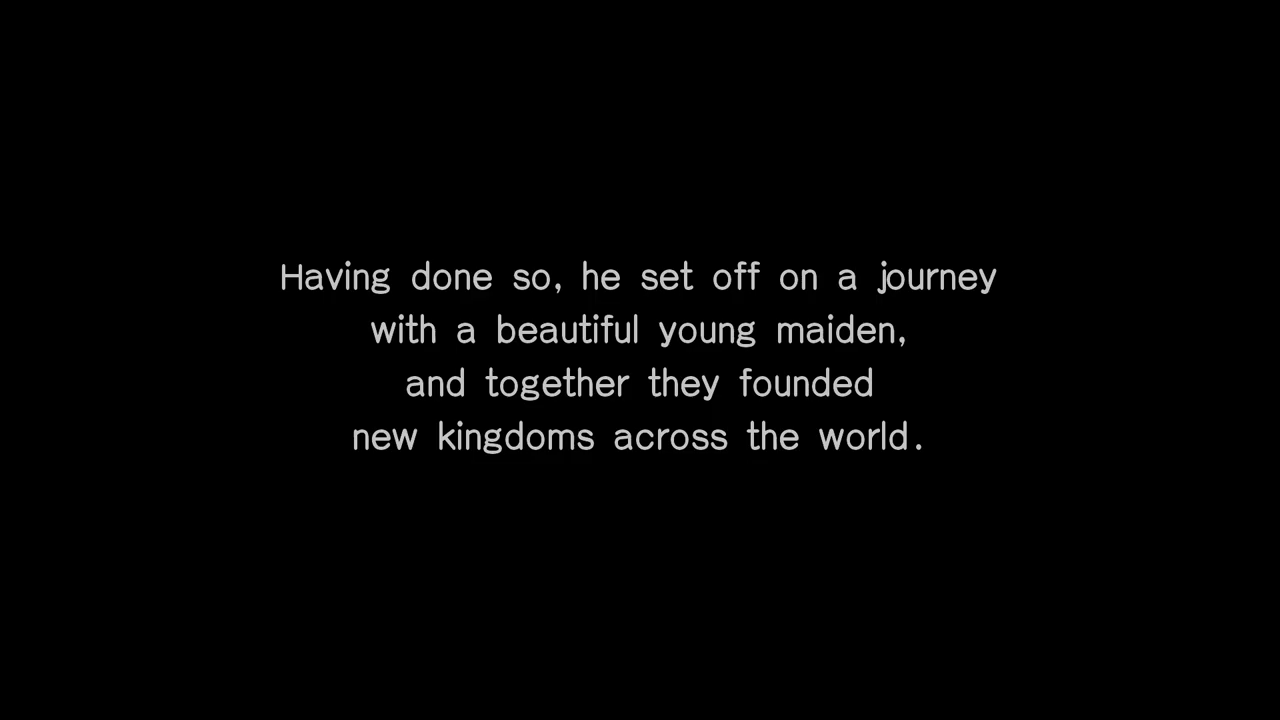 Having done so, he set off on a journey
with a beautiful young maiden,
and together they founded
new kingdoms across the world.